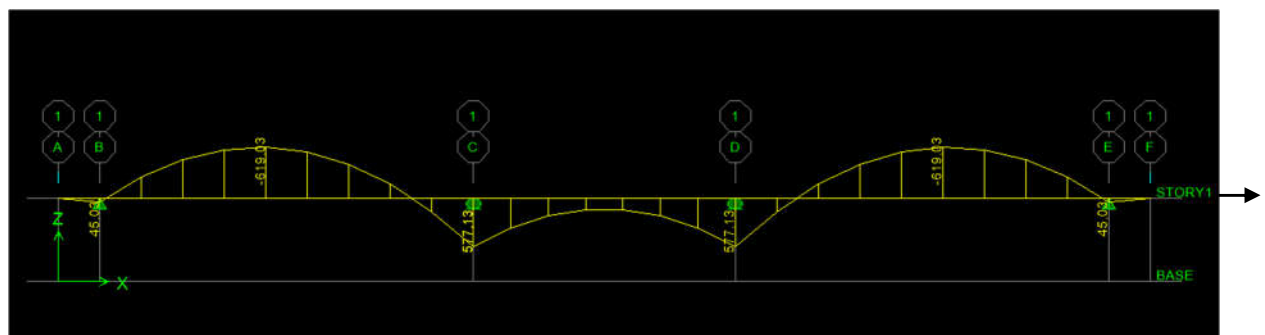 1 1 1 1 1 1
A B C D E F
-619.03 -619.03
STORY1
45.03 577.13 577.13 45.03
Z
X
BASE